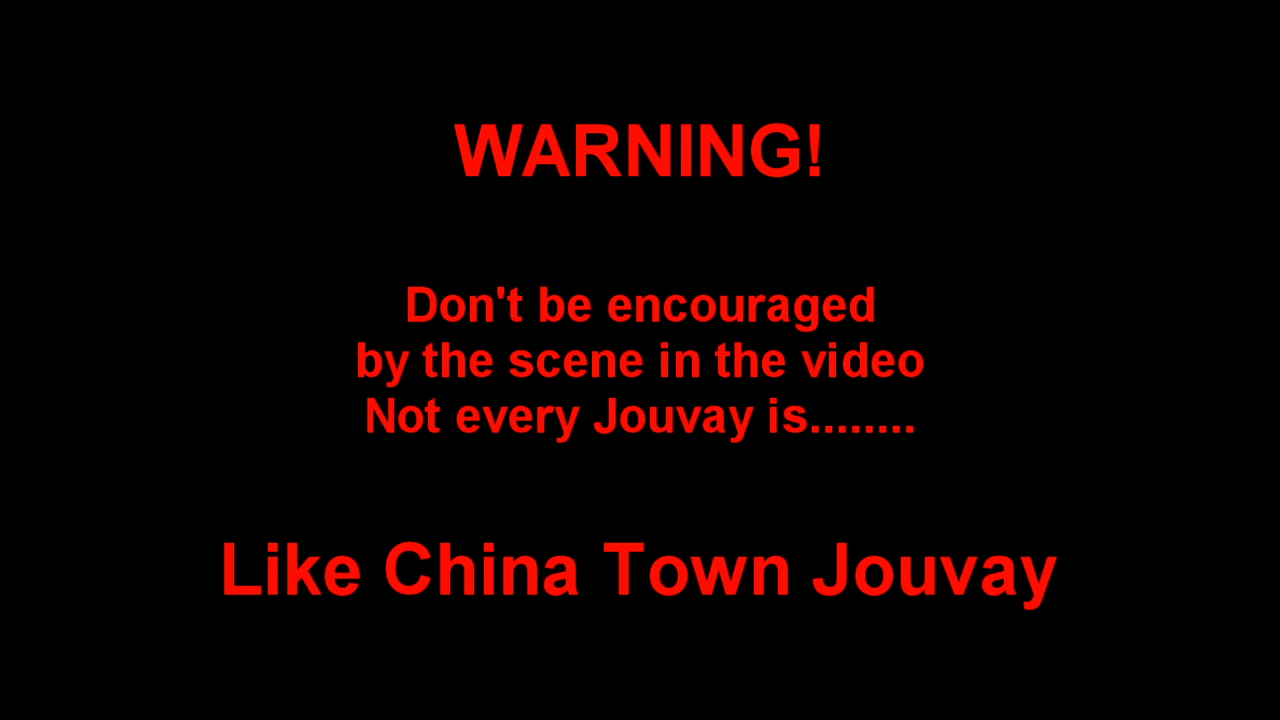 WARNING!
Don't be encouraged
by the scene in the video
Not every Jouvay is........
Like China Town Jouvay